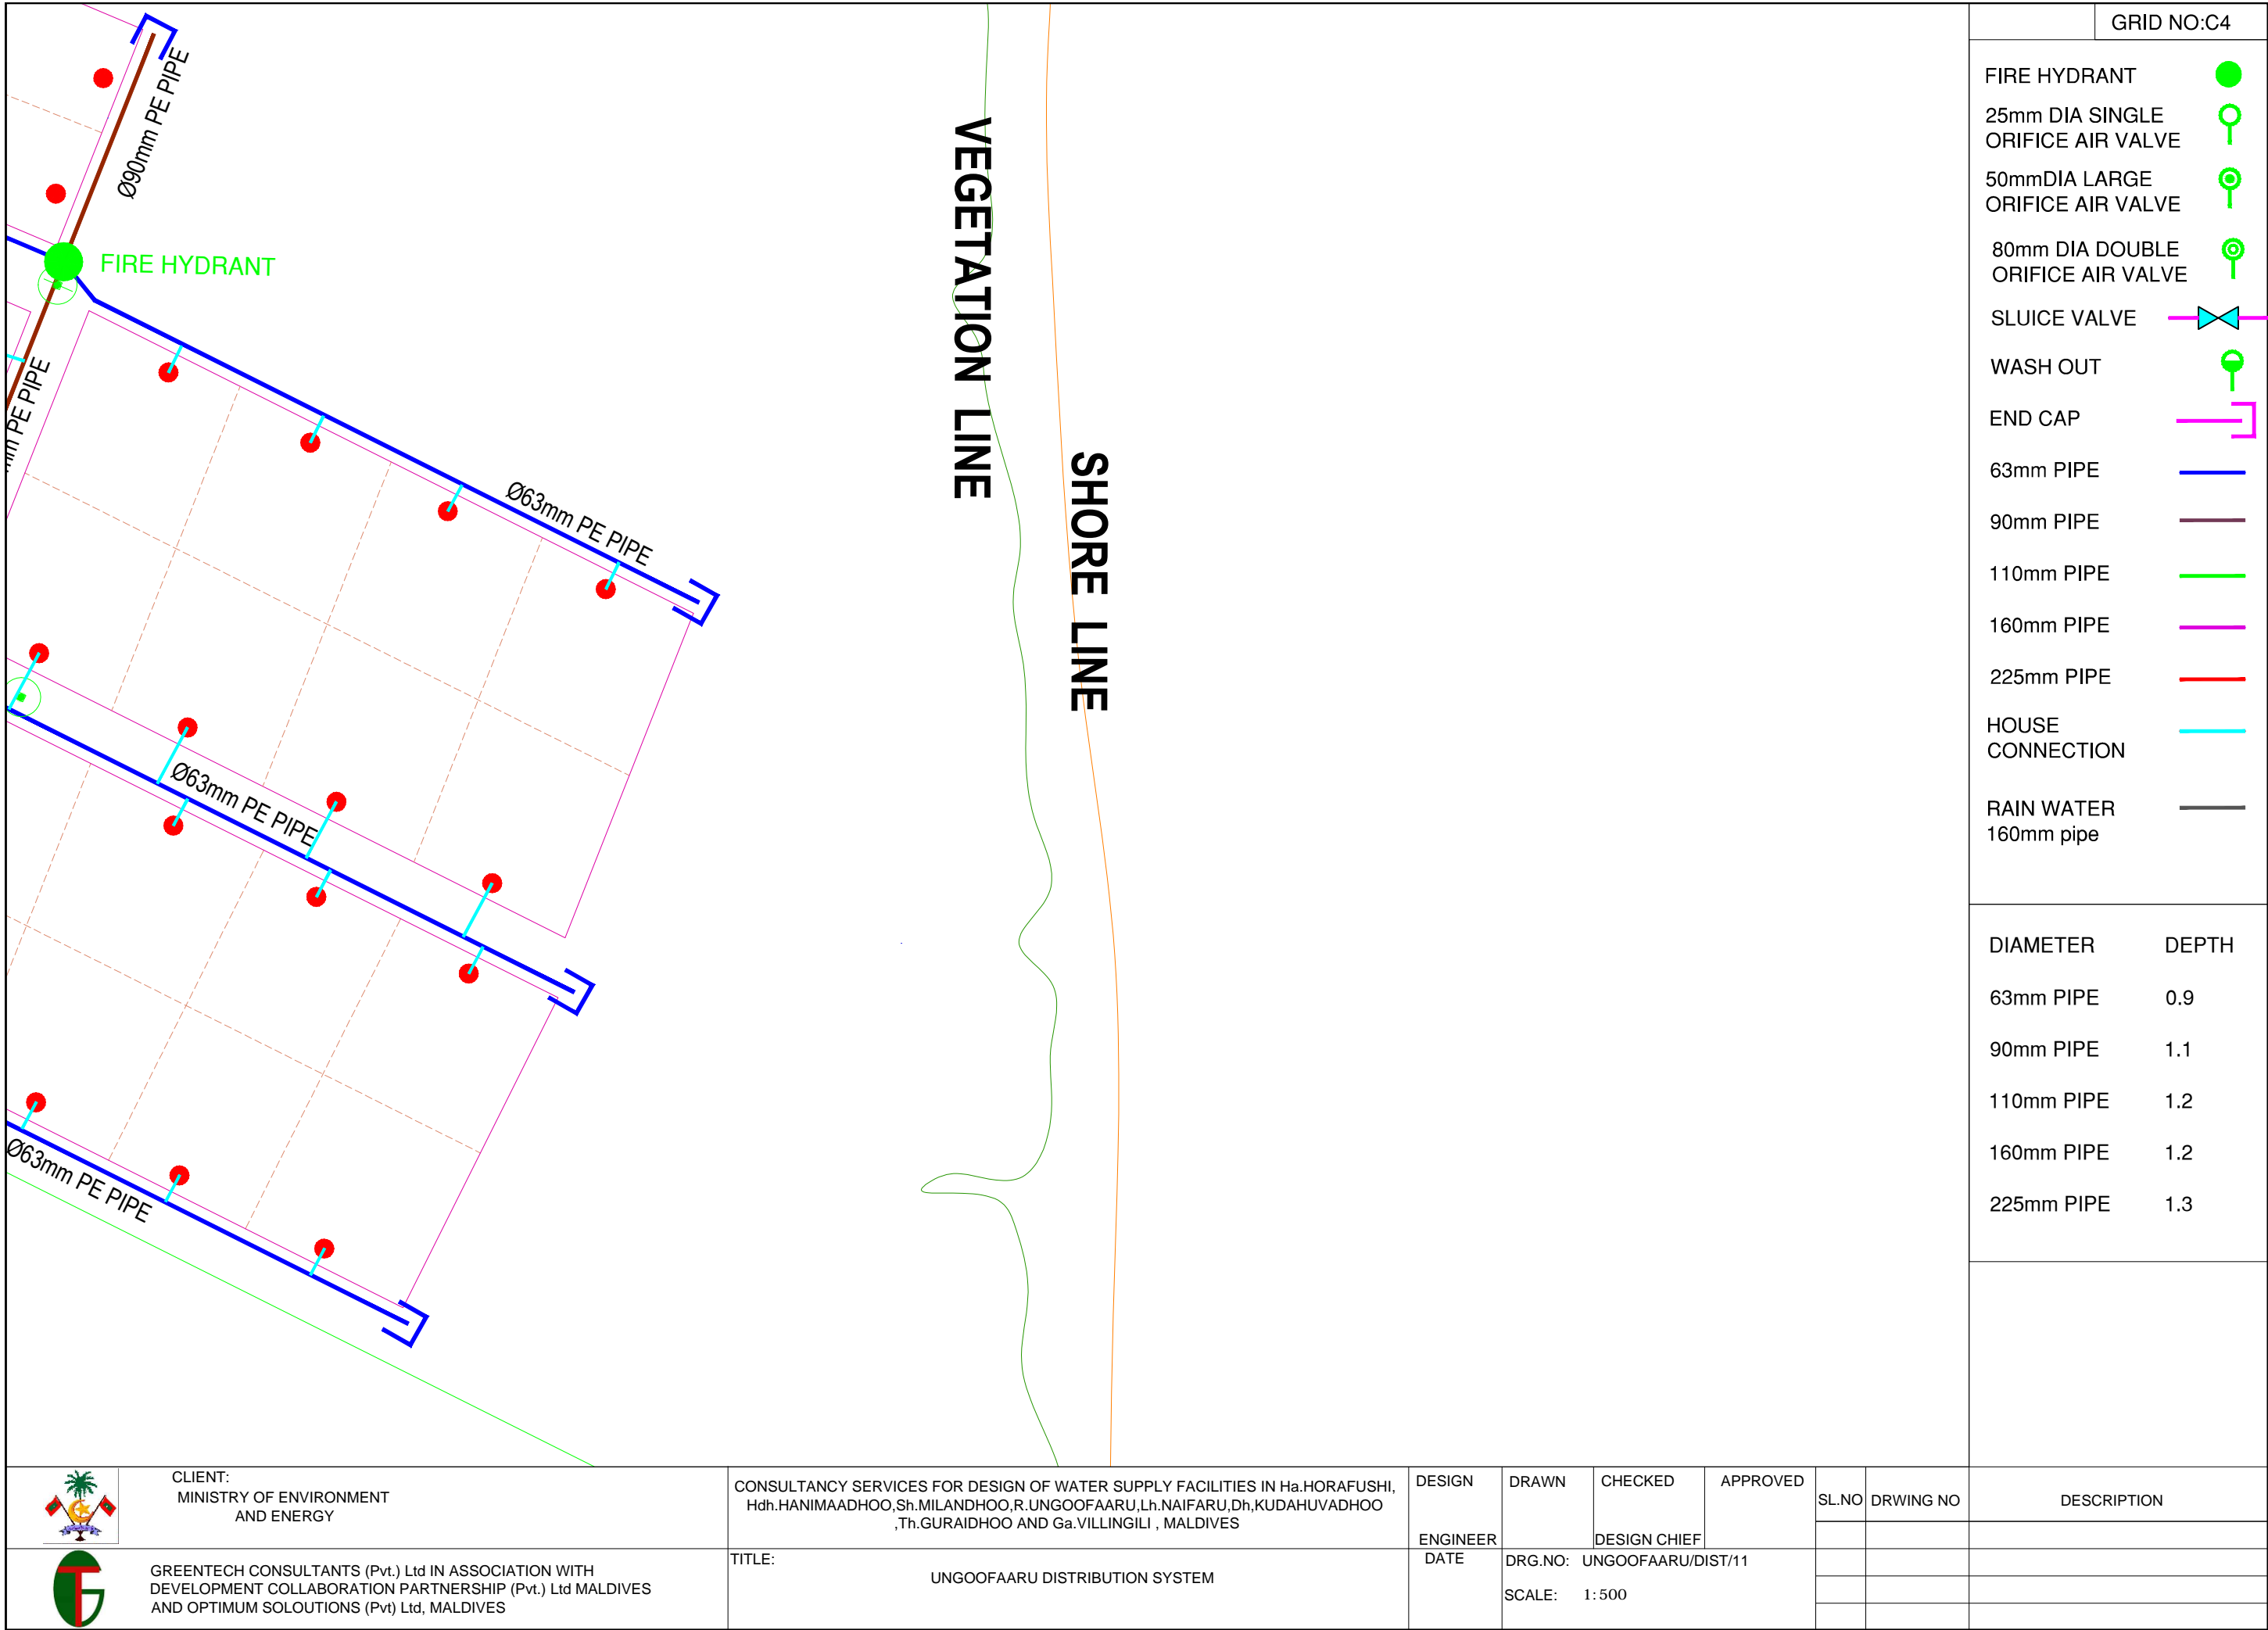 GRID NO:C4
FIRE HYDRANT
25mm DIA SINGLE
ORIFICE AIR VALVE
50mmDIA LARGE
ORIFICE AIR VALVE
80mm DIA DOUBLE
ORIFICE AIR VALVE
SLUICE VALVE
WASH OUT
END CAP
63mm PIPE
90mm PIPE
110mm PIPE
160mm PIPE
225mm PIPE
HOUSE
CONNECTION
RAIN WATER
160mm pipe
DIAMETER DEPTH
63mm PIPE 0.9
90mm PIPE 1.1
110mm PIPE 1.2
160mm PIPE 1.2
225mm PIPE 1.3
Ø90mm PE PIPE
FIRE HYDRANT
mm PE PIPE
Ø63mm PE PIPE
Ø63mm PE PIPE
Ø63mm PE PIPE
VEGETATION LINE
SHORE LINE
CLIENT:
MINISTRY OF ENVIRONMENT
AND ENERGY
GREENTECH CONSULTANTS (Pvt.) Ltd IN ASSOCIATION WITH
DEVELOPMENT COLLABORATION PARTNERSHIP (Pvt.) Ltd MALDIVES
AND OPTIMUM SOLOUTIONS (Pvt) Ltd, MALDIVES
CONSULTANCY SERVICES FOR DESIGN OF WATER SUPPLY FACILITIES IN Ha.HORAFUSHI,
Hdh.HANIMAADHOO,Sh.MILANDHOO,R.UNGOOFAARU,Lh.NAIFARU,Dh,KUDAHUVADHOO
,Th.GURAIDHOO AND Ga.VILLINGILI , MALDIVES
TITLE:
UNGOOFAARU DISTRIBUTION SYSTEM
DESIGN DRAWN CHECKED APPROVED
ENGINEER DESIGN CHIEF
DATE
DRG.NO: UNGOOFAARU/DIST/11
SCALE: 1:500
SL.NO DRWING NO DESCRIPTION